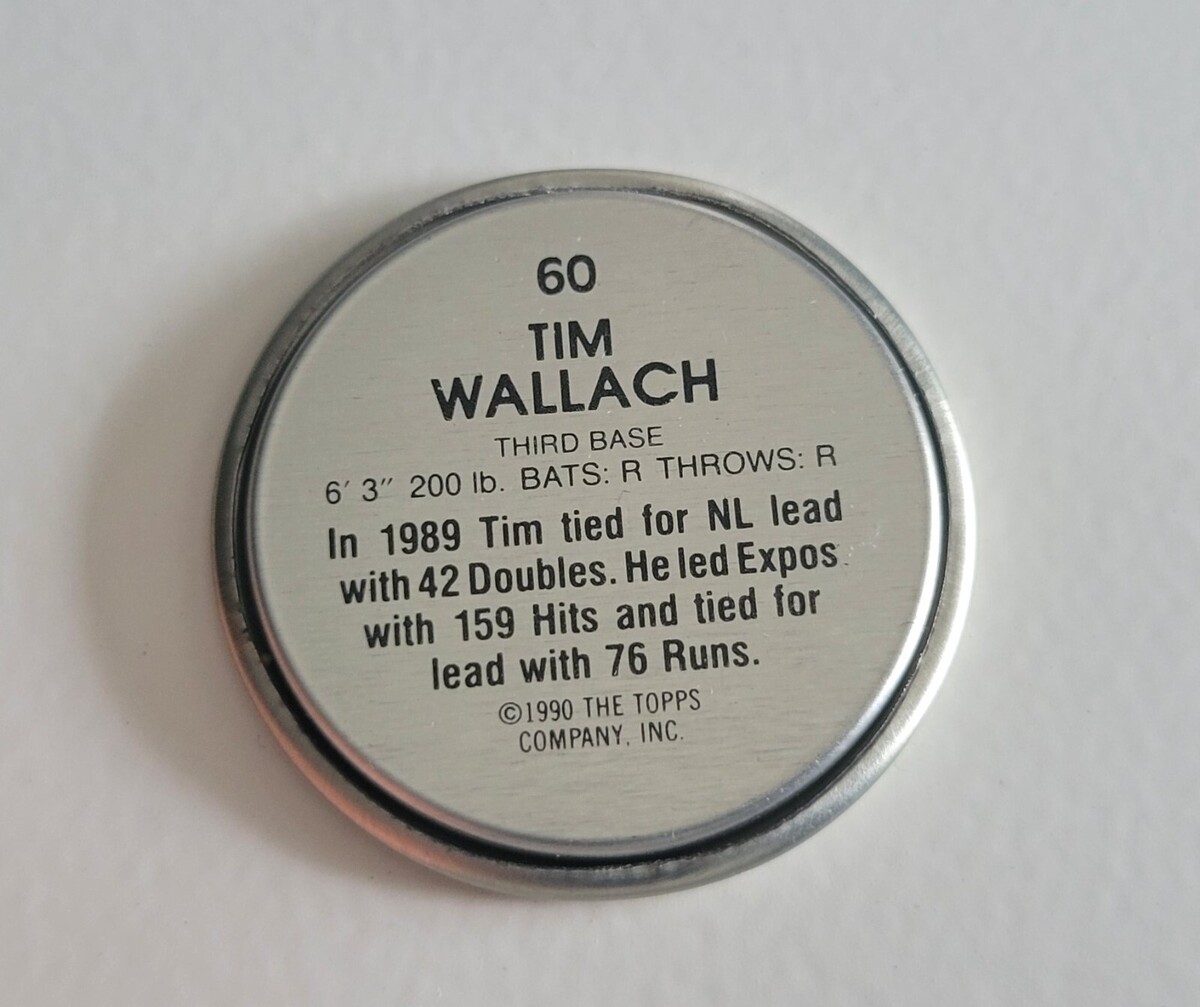 60
TIM
WALLACH
THIRD BASE
6′ 3″ 200 lb. BATS: R THROWS: R
In 1989 Tim tied for NL lead
with 42 Doubles. He led Expos
with 159 Hits and tied for
lead with 76 Runs.
©1990 THE TOPPS
COMPANY, INC.